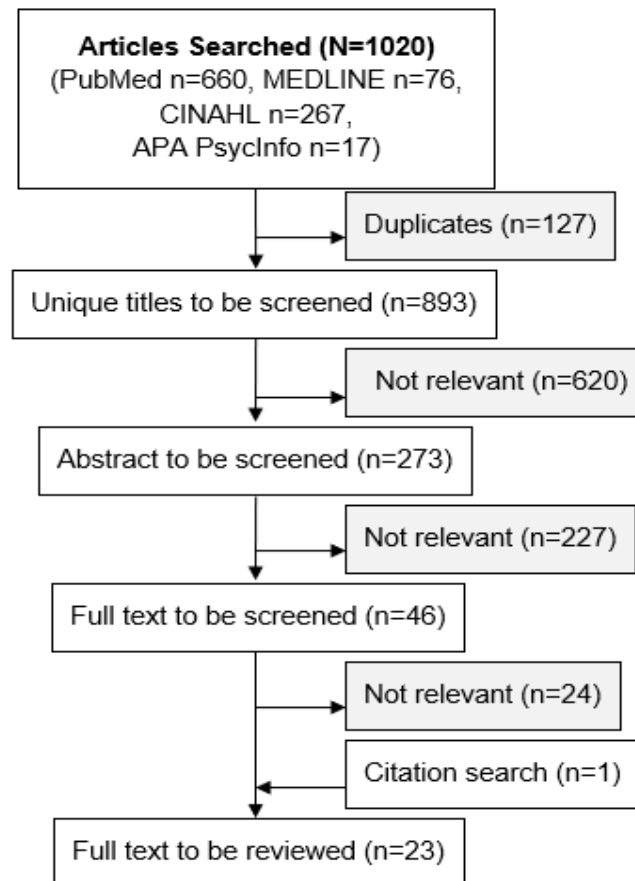 Articles Searched (N=1020)
(PubMed n=660, MEDLINE n=76,
CINAHL n=267,
APA PsycInfo n=17)
Duplicates (n=127)
Unique titles to be screened (n=893)
Not relevant (n=620)
Abstract to be screened (n=273)
Not relevant (n=227)
Full text to be screened (n=46)
Not relevant (n=24)
Citation search (n=1)
Full text to be reviewed (n=23)